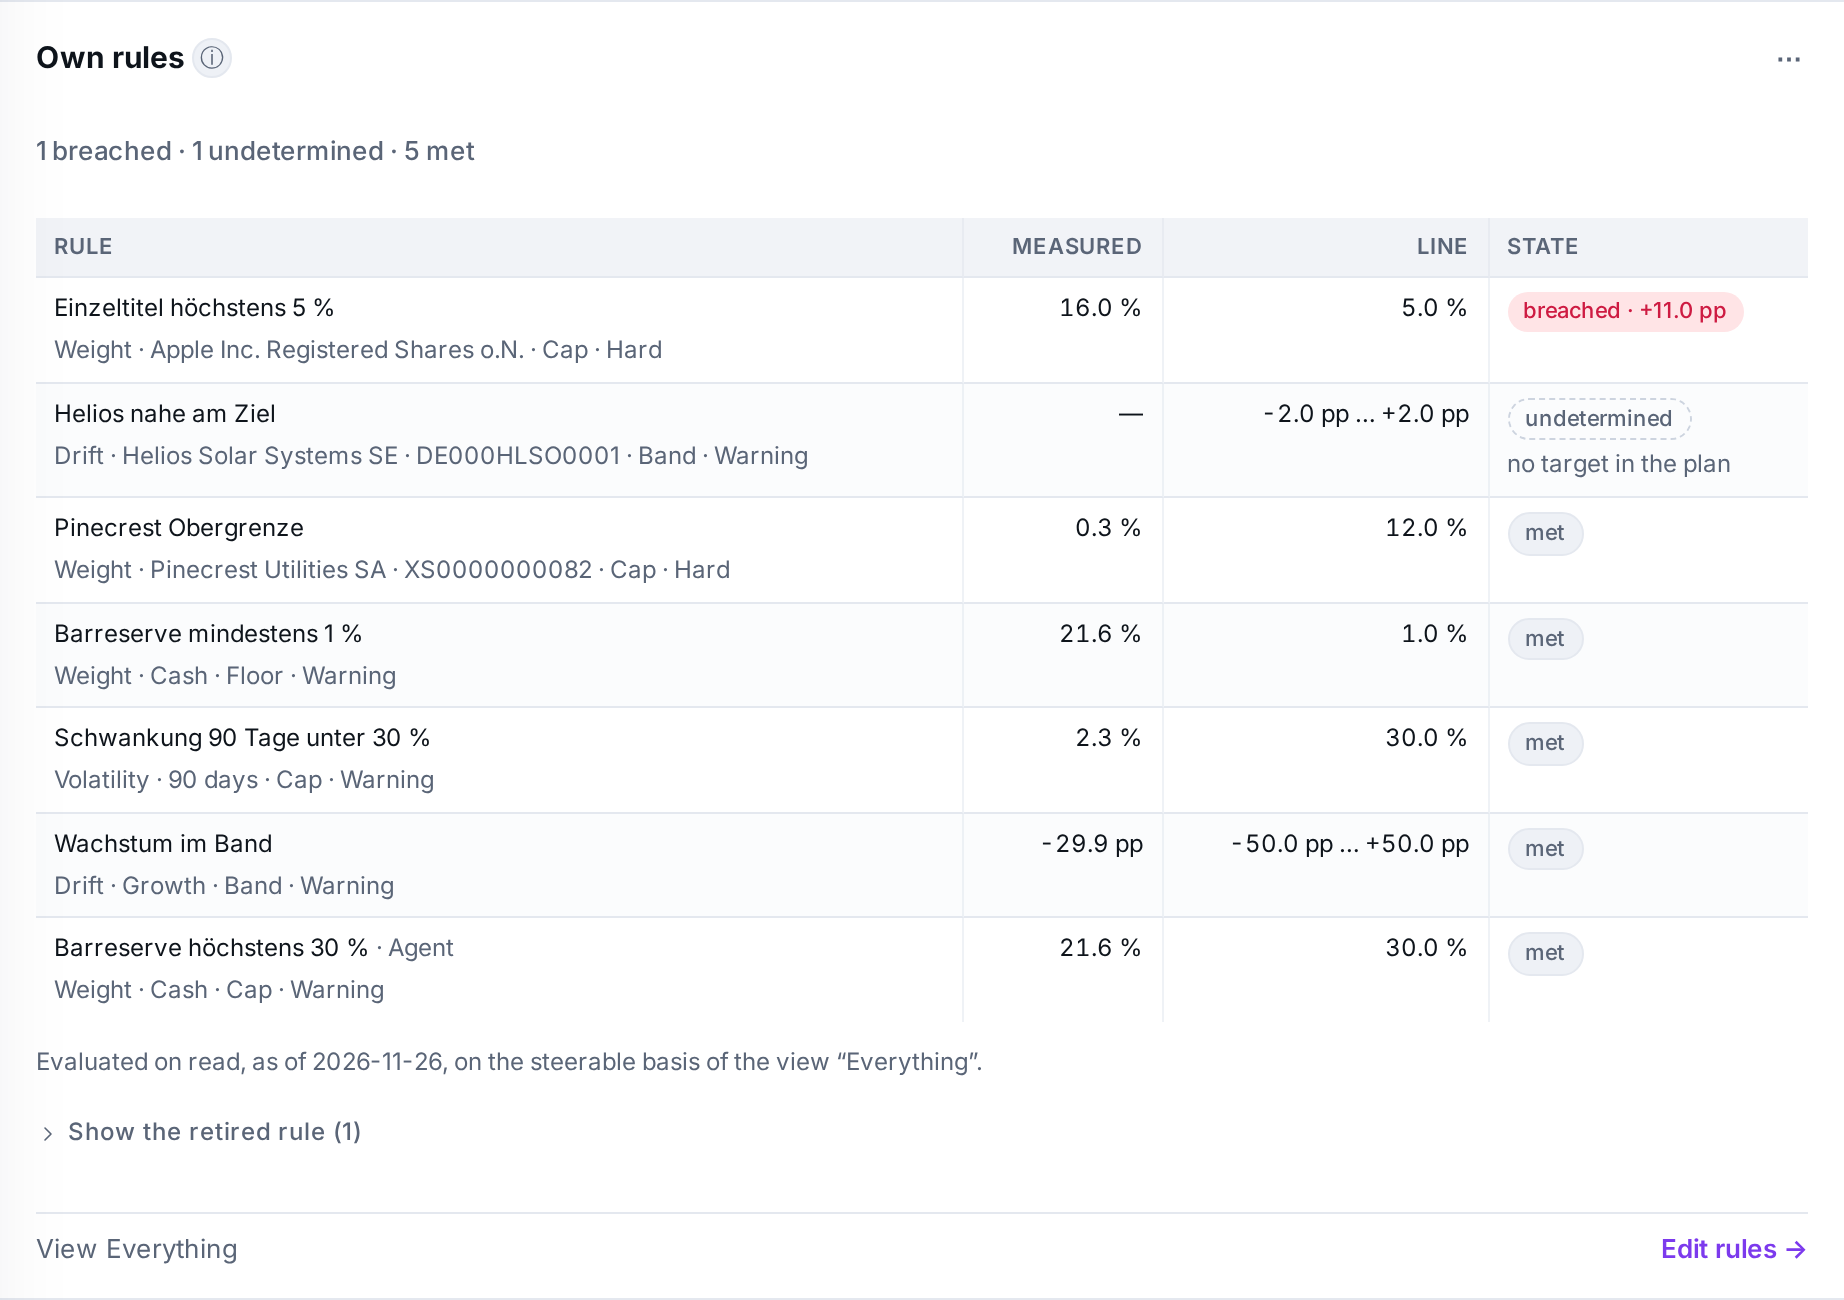 Own rules ⓘ ...
1 breached · 1 undetermined · 5 met
RULE MEASURED LINE STATE
Einzeltitel höchstens 5 % 16.0 % 5.0 % breached · +11.0 pp
Weight · Apple Inc. Registered Shares o.N. · Cap · Hard
Helios nahe am Ziel — -2.0 pp ... +2.0 pp undetermined
Drift · Helios Solar Systems SE · DE000HLSO0001 · Band · Warning no target in the plan
Pinecrest Obergrenze 0.3 % 12.0 % met
Weight · Pinecrest Utilities SA · XS0000000082 · Cap · Hard
Barreserve mindestens 1 % 21.6 % 1.0 % met
Weight · Cash · Floor · Warning
Schwankung 90 Tage unter 30 % 2.3 % 30.0 % met
Volatility · 90 days · Cap · Warning
Wachstum im Band -29.9 pp -50.0 pp ... +50.0 pp met
Drift · Growth · Band · Warning
Barreserve höchstens 30 % · Agent 21.6 % 30.0 % met
Weight · Cash · Cap · Warning
Evaluated on read, as of 2026-11-26, on the steerable basis of the view “Everything”.
Show the retired rule (1)
View Everything Edit rules →